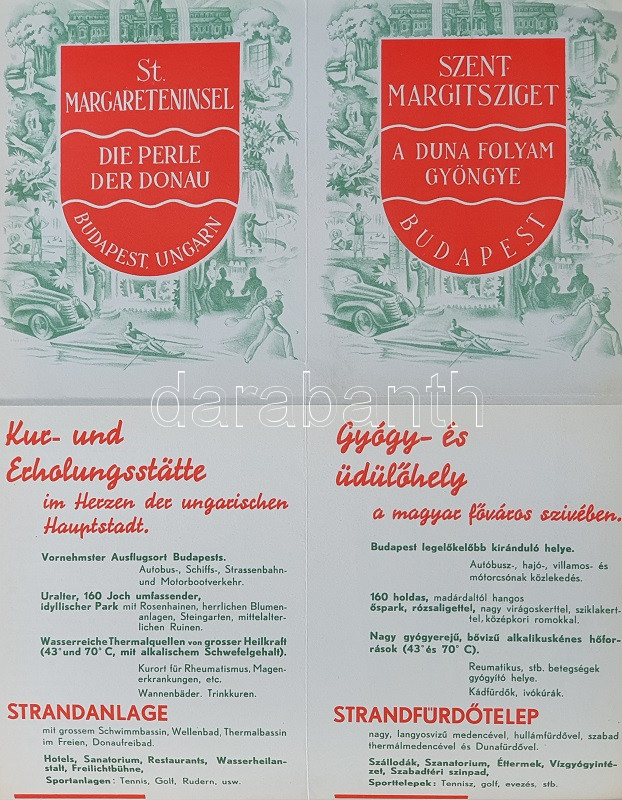 St.
MARGARETENINSEL
DIE PERLE
DER DONAU
BUDAPEST, UNGARN
SZENT
MARGITSZIGET
A DUNA FOLYAM
GYÖNGYE
BUDAPEST
darabanth
Kur- und
Erholungsstätte
im Herzen der ungarischen
Hauptstadt.
Vornehmster Ausflugsort Budapests.
Autobus-, Schiffs-, Strassenbahn-
und Motorbootverkehr.
Uralter, 160 Joch umfassender,
idyllischer Park mit Rosenhainen, herrlichen Blumen-
anlagen, Steingarten, mittelalter-
lichen Ruinen.
Wasserreiche Thermalquellen von grosser Heilkraft
(43° und 70° C, mit alkalischem Schwefelgehalt).
Kurort für Rheumatismus, Magen-
erkrankungen, etc.
Wannenbäder. Trinkkuren.
STRANDANLAGE
mit grossem Schwimmbassin, Wellenbad, Thermalbassin
im Freien, Donaufreibad.
Hotels, Sanatorium, Restaurants, Wasserheilan-
stalt, Freilichtbühne,
Sportanlagen: Tennis, Golf, Rudern, usw.
Gyógy- és
üdülőhely
a magyar főváros szivében.
Budapest legelőkelőbb kiránduló helye.
Autóbusz-, hajó-, villamos- és
mótorcsónak közlekedés.
160 holdas, madárdaltól hangos
őspark, rózsaligettel, nagy virágoskerttel, sziklakert-
tel, középkori romokkal.
Nagy gyógyerejű, bővizű alkalikuskénes hőfor-
rások (43° és 70° C).
Reumatikus, stb. betegségek
gyógyító helye.
Kádfürdők, ivókúrák.
STRANDFÜRDŐTELEP
nagy, langyosvizű medencével, hullámfürdővel, szabad
thermálmedencével és Dunafürdővel.
Szállodák, Szanatorium, Éttermek, Vízgyógyinté-
zet, Szabadtéri szinpad,
Sporttelepek: Tennisz, golf, evezés, stb.